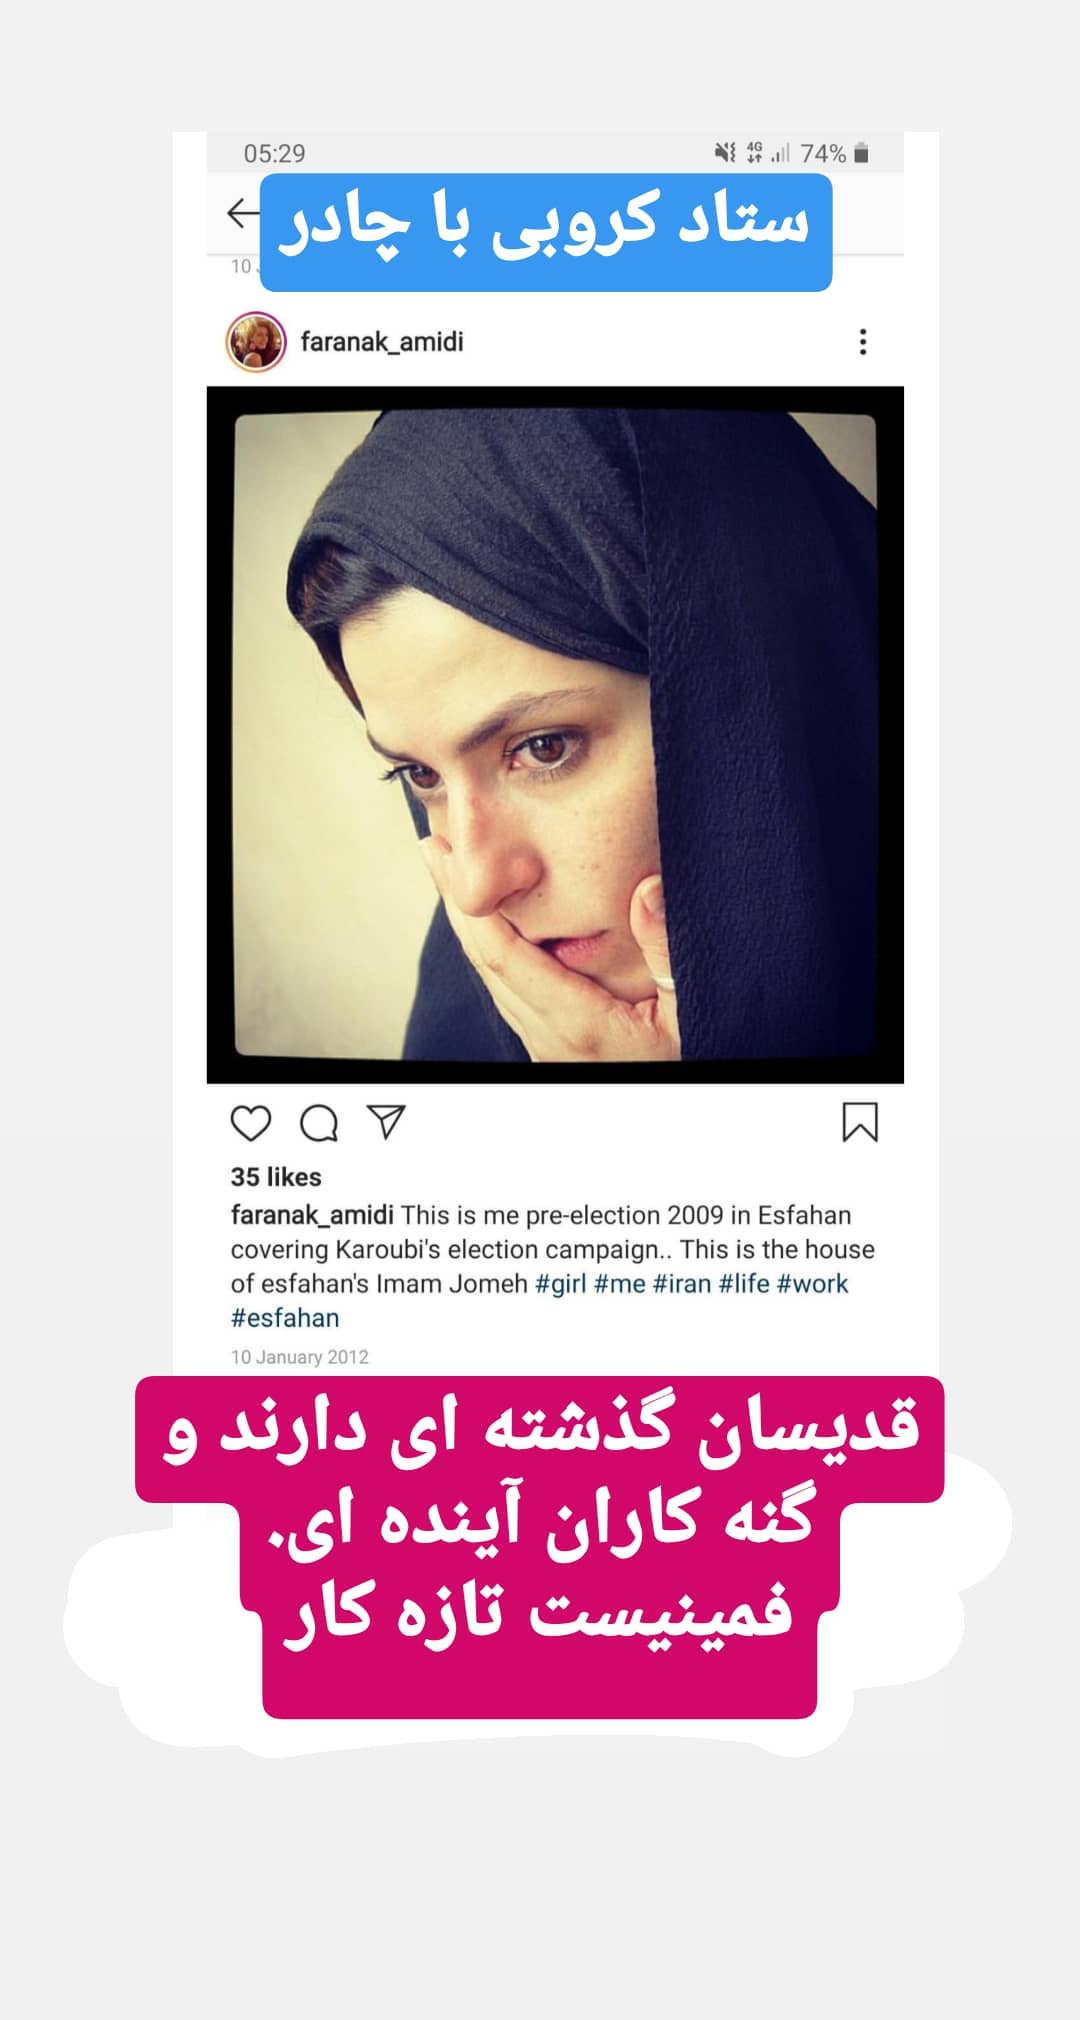 05:29
4G
74%
ستاد کروبی با چادر
10
faranak_amidi
35 likes
faranak_amidi This is me pre-election 2009 in Esfahan
covering Karoubi's election campaign.. This is the house
of esfahan's Imam Jomeh #girl #me #iran #life #work
#esfahan
10 January 2012
قدیسان گذشته ای دارند و
گنه کاران آینده ای.
فمینیست تازه کار